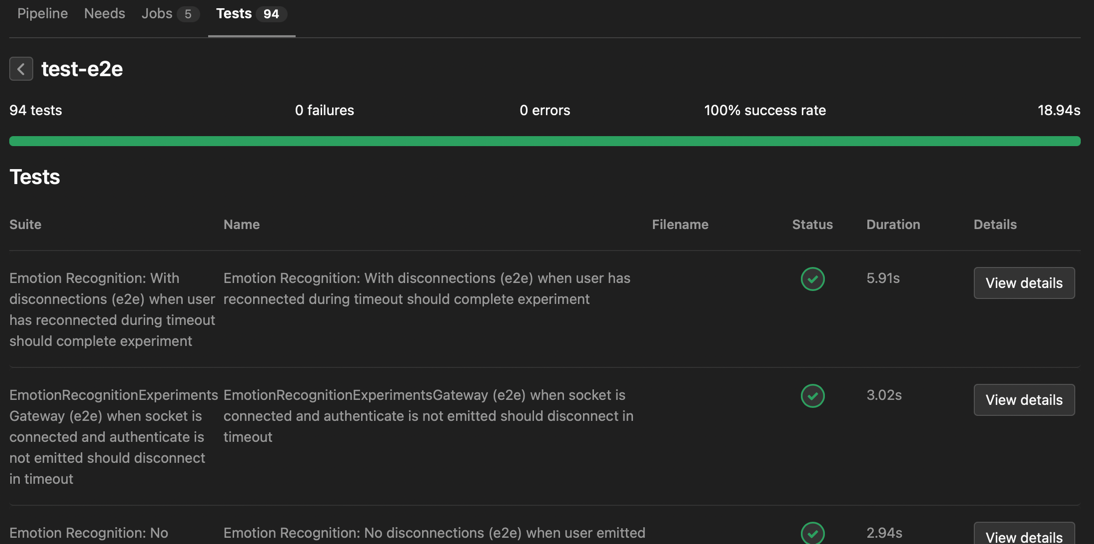 Pipeline Needs Jobs 5 Tests 94
test-e2e
94 tests 0 failures 0 errors 100% success rate 18.94s
Tests
Suite Name Filename Status Duration Details
Emotion Recognition: With
disconnections (e2e) when user
has reconnected during timeout
should complete experiment
Emotion Recognition: With disconnections (e2e) when user has
reconnected during timeout should complete experiment
5.91s
View details
EmotionRecognitionExperiments
Gateway (e2e) when socket is
connected and authenticate is
not emitted should disconnect
in timeout
EmotionRecognitionExperimentsGateway (e2e) when socket is
connected and authenticate is not emitted should disconnect in
timeout
3.02s
View details
Emotion Recognition: No
Emotion Recognition: No disconnections (e2e) when user emitted
2.94s
View details